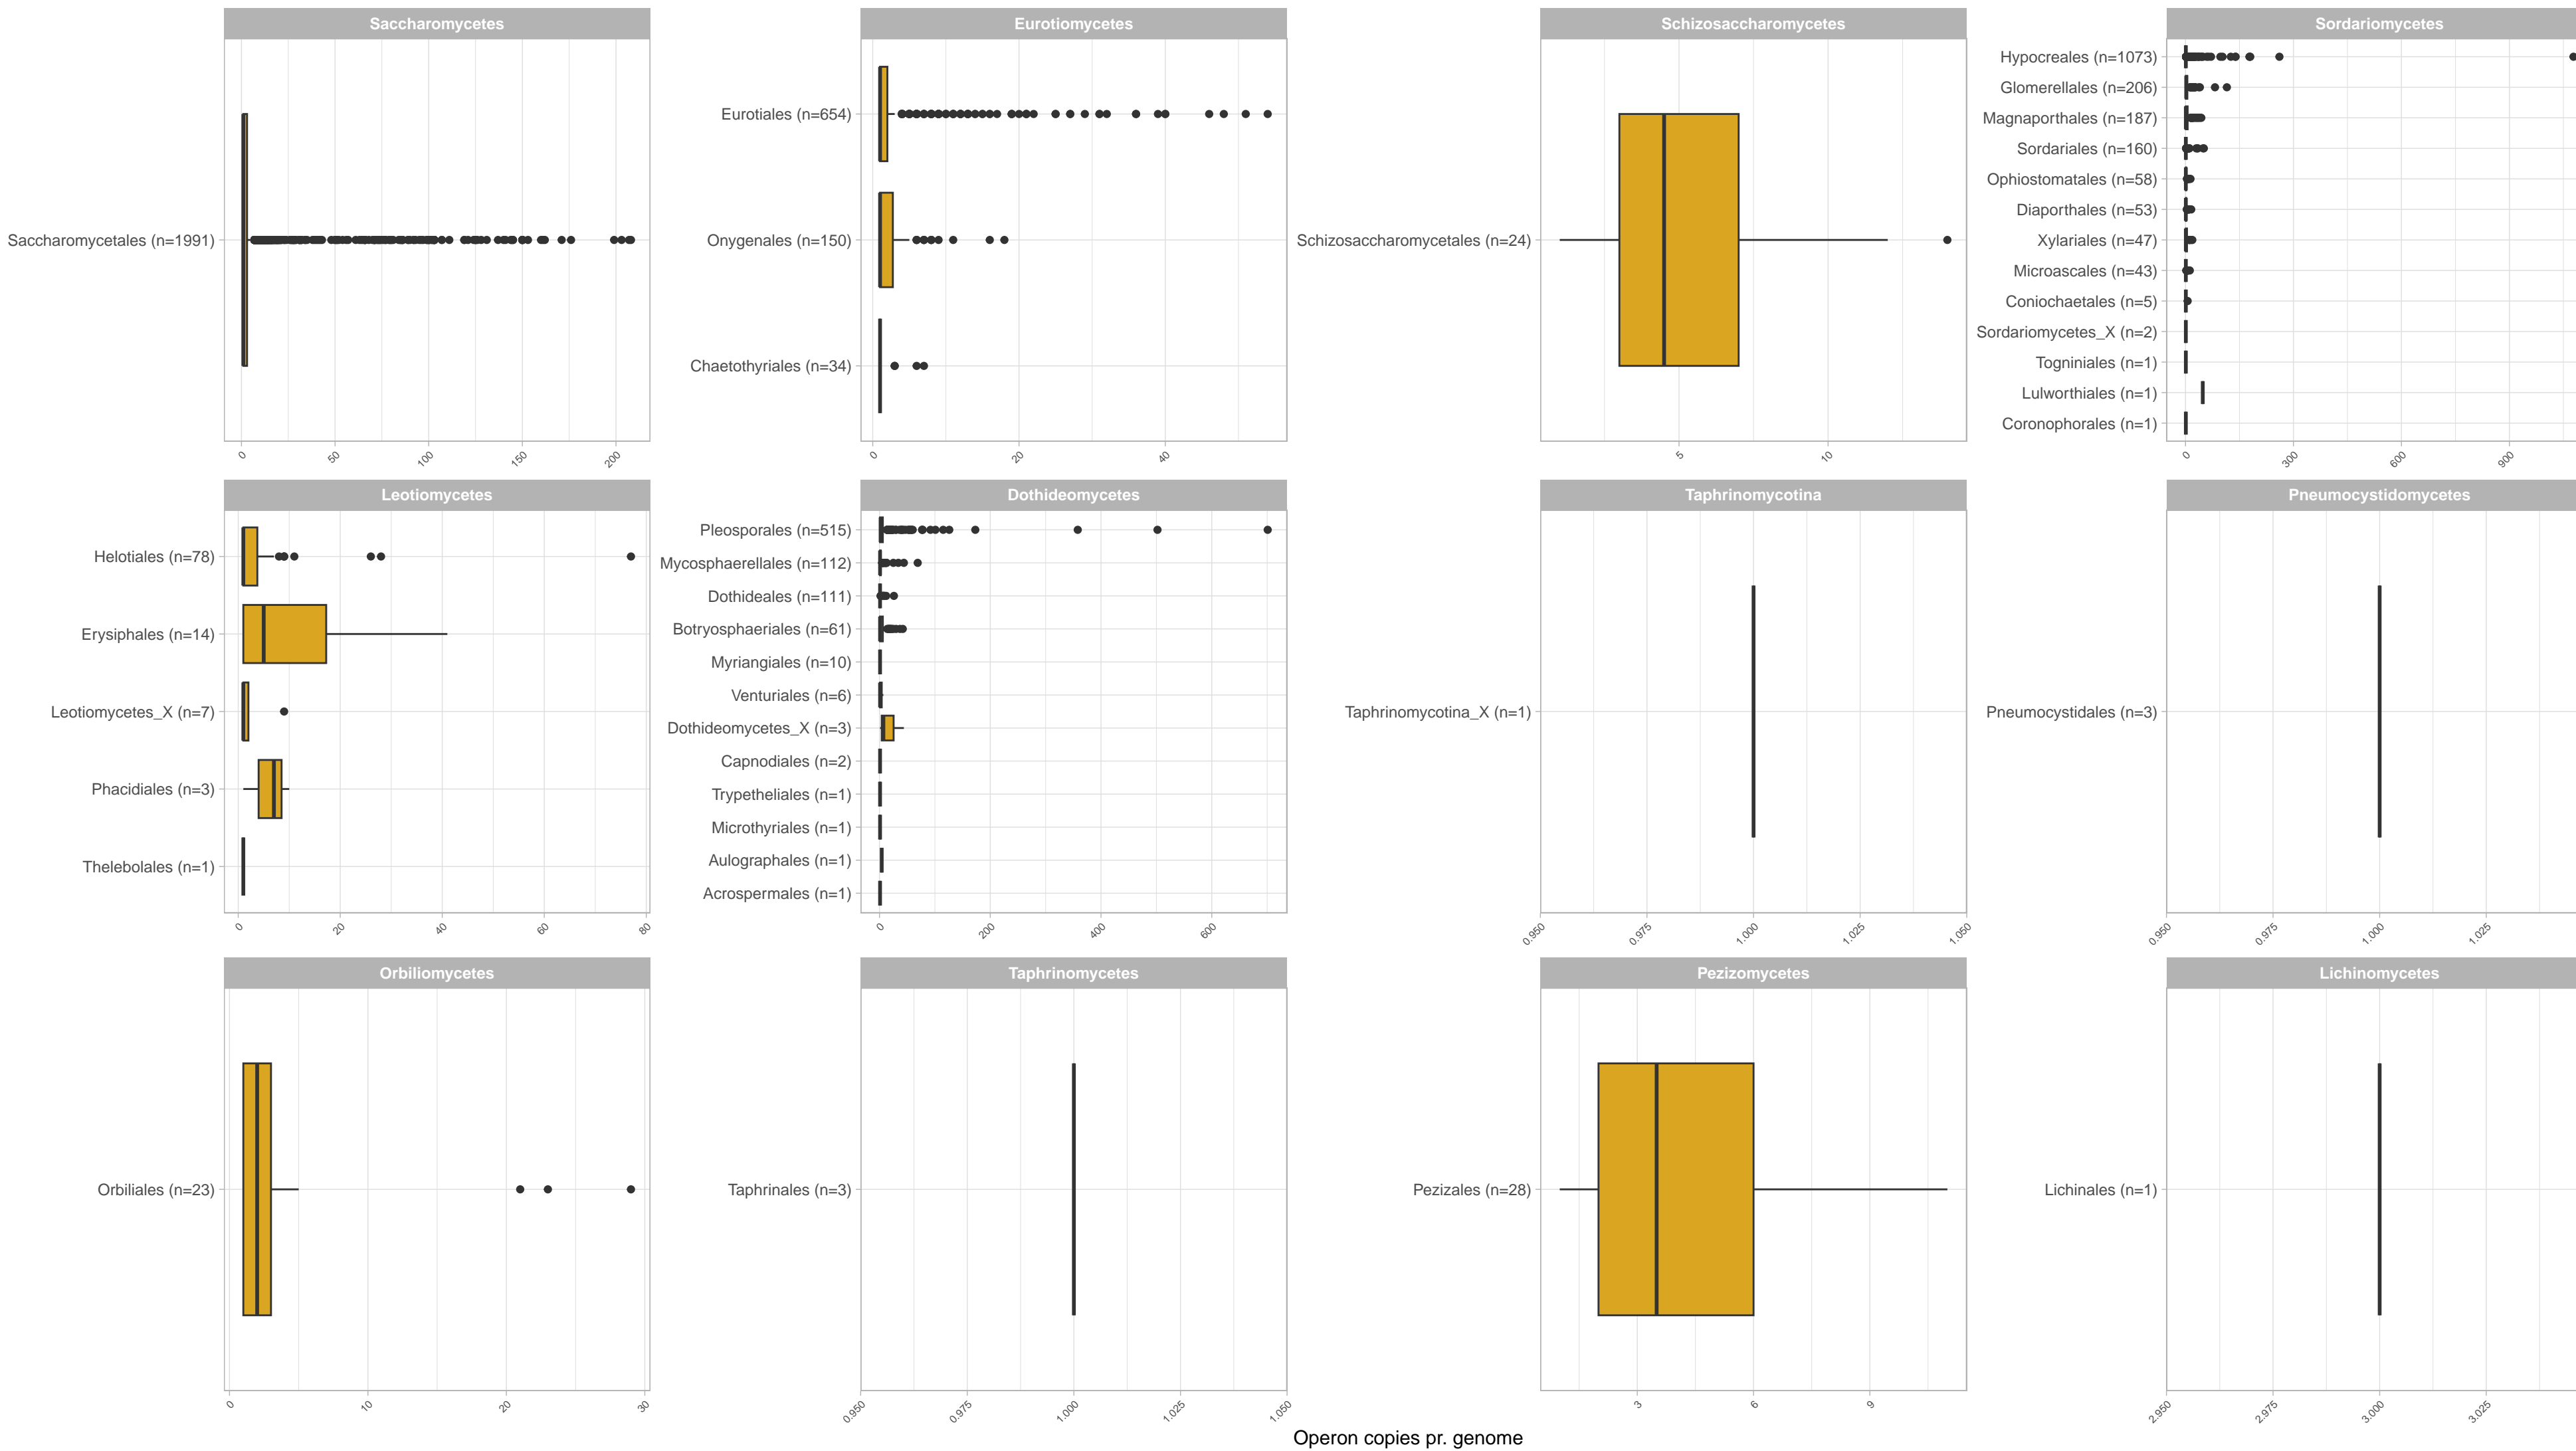 Saccharomycetes
Saccharomycetales (n=1991)
0 50 100 150 200
Eurotiomycetes
Eurotiales (n=654)
Onygenales (n=150)
Chaetothyriales (n=34)
0 20 40
Schizosaccharomycetes
Schizosaccharomycetales (n=24)
5 10
Sordariomycetes
Hypocreales (n=1073)
Glomerellales (n=206)
Magnaporthales (n=187)
Sordariales (n=160)
Ophiostomatales (n=58)
Diaporthales (n=53)
Xylariales (n=47)
Microascales (n=43)
Coniochaetales (n=5)
Sordariomycetes_X (n=2)
Togniniales (n=1)
Lulworthiales (n=1)
Coronophorales (n=1)
0 300 600 900
Leotiomycetes
Helotiales (n=78)
Erysiphales (n=14)
Leotiomycetes_X (n=7)
Phacidiales (n=3)
Thelebolales (n=1)
0 20 40 60 80
Dothideomycetes
Pleosporales (n=515)
Mycosphaerellales (n=112)
Dothideales (n=111)
Botryosphaeriales (n=61)
Myriangiales (n=10)
Venturiales (n=6)
Dothideomycetes_X (n=3)
Capnodiales (n=2)
Trypetheliales (n=1)
Microthyriales (n=1)
Aulographales (n=1)
Acrospermales (n=1)
0 200 400 600
Taphrinomycotina
Taphrinomycotina_X (n=1)
0.950 0.975 1.000 1.025 1.050
Pneumocystidomycetes
Pneumocystidales (n=3)
0.950 0.975 1.000 1.025
Orbiliomycetes
Orbiliales (n=23)
0 10 20 30
Taphrinomycetes
Taphrinales (n=3)
0.950 0.975 1.000 1.025 1.050
Pezizomycetes
Pezizales (n=28)
3 6 9
Lichinomycetes
Lichinales (n=1)
2.950 2.975 3.000 3.025
Operon copies pr. genome